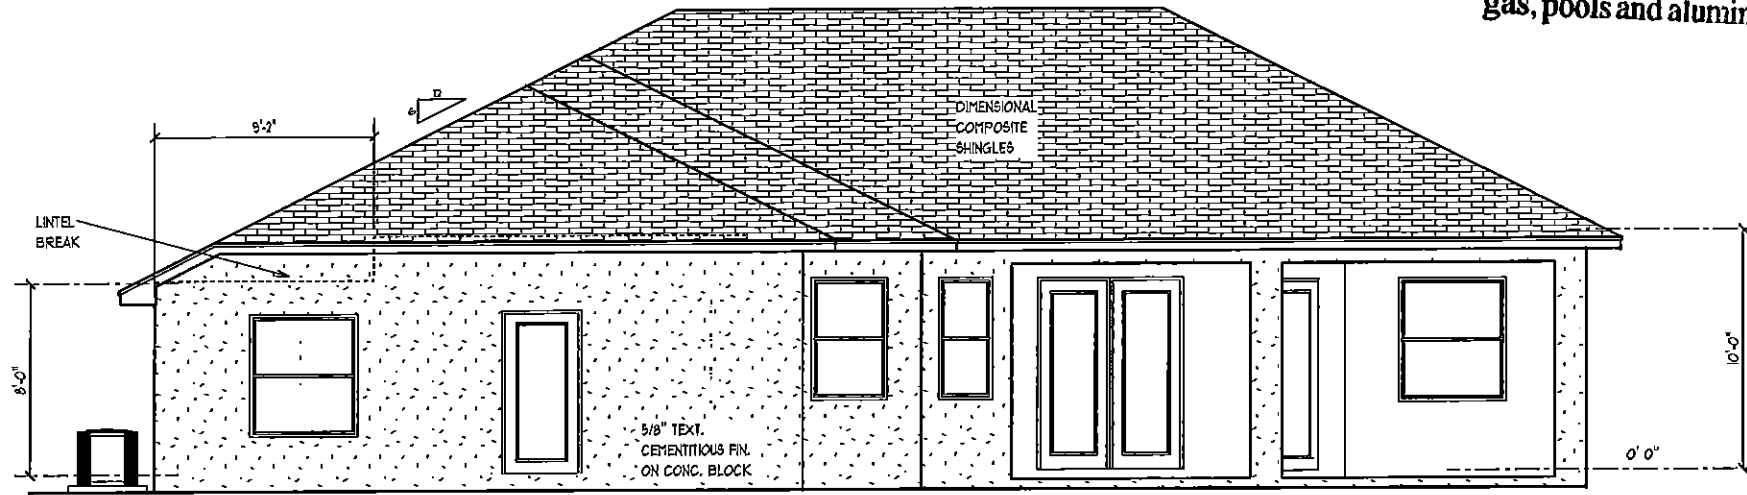 gas, pools and alumin
DIMENSIONAL
COMPOSITE
SHINGLES
12
6
9'-2"
LINTEL
BREAK
8'-0"
10'-0"
5/8" TEXT.
CEMENTITIOUS FIN.
ON CONC. BLOCK
0' 0"